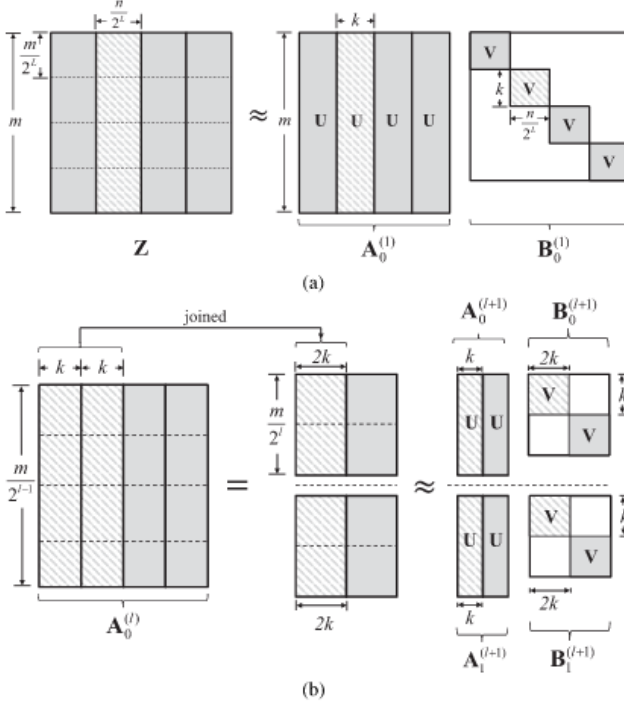 n/2^L
m/2^L
m
Z
≈
k
m
U U U U
A_0^(1)
V
k
V
n/2^L
V
V
B_0^(1)
(a)
joined
k k
m/2^{l-1}
A_0^(l)
=
2k
m/2^l
2k
≈
A_0^(l+1)
k
U U
B_0^(l+1)
2k
V
k
V
U U
k
A_1^(l+1)
V
V
2k
B_1^(l+1)
(b)